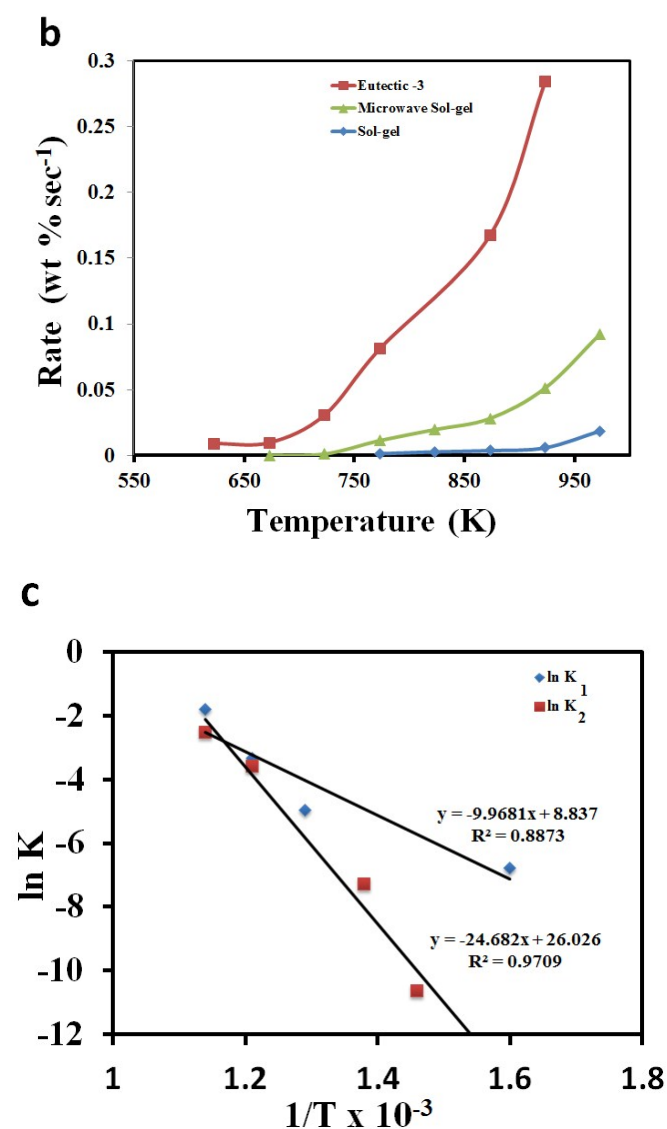 b
0.3
0.25
0.2
0.15
0.1
0.05
0
Rate (wt % sec⁻¹)
Eutectic -3
Microwave Sol-gel
Sol-gel
550
650
750
850
950
Temperature (K)
c
0
-2
-4
-6
-8
-10
-12
ln K
ln K₁
ln K₂
y = -9.9681x + 8.837
R² = 0.8873
y = -24.682x + 26.026
R² = 0.9709
1
1.2
1.4
1.6
1.8
1/T x 10⁻³